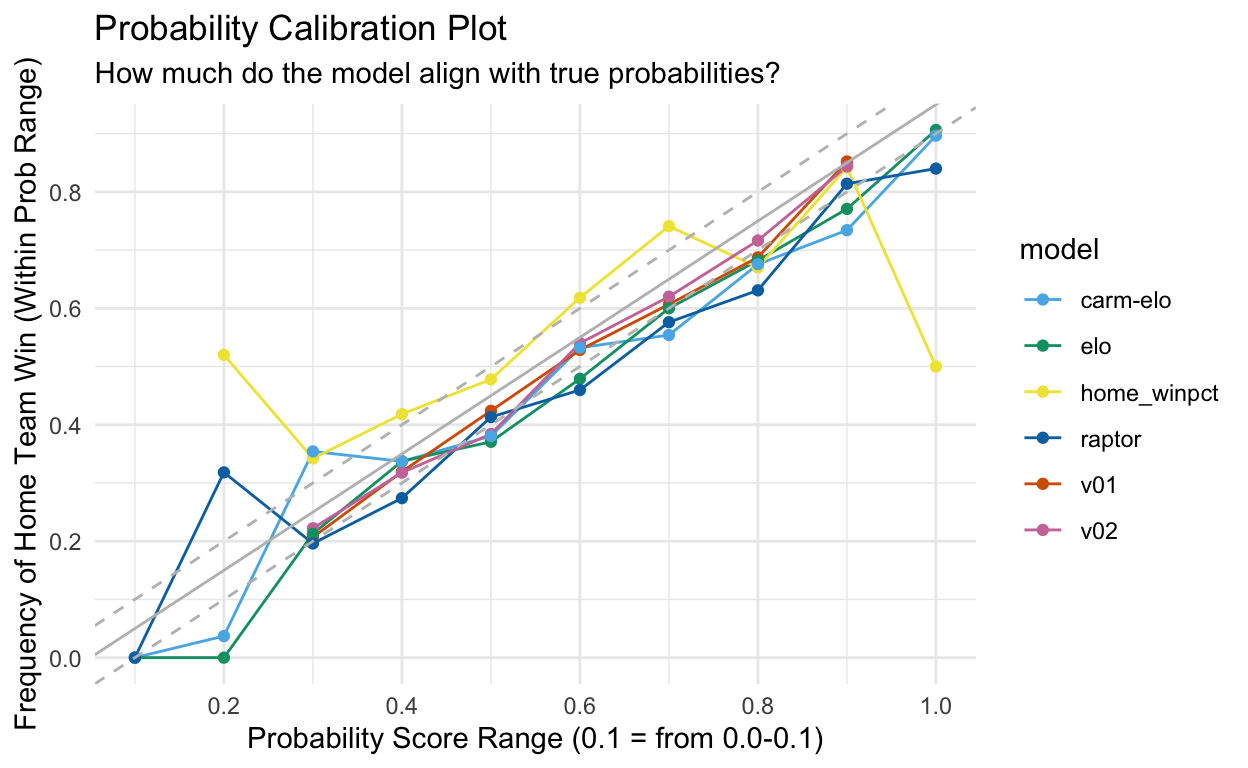 Probability Calibration Plot
How much do the model align with true probabilities?
Frequency of Home Team Win (Within Prob Range)
0.8
0.6
0.4
0.2
0.0
0.2 0.4 0.6 0.8 1.0
Probability Score Range (0.1 = from 0.0-0.1)
model
carm-elo
elo
home_winpct
raptor
v01
v02